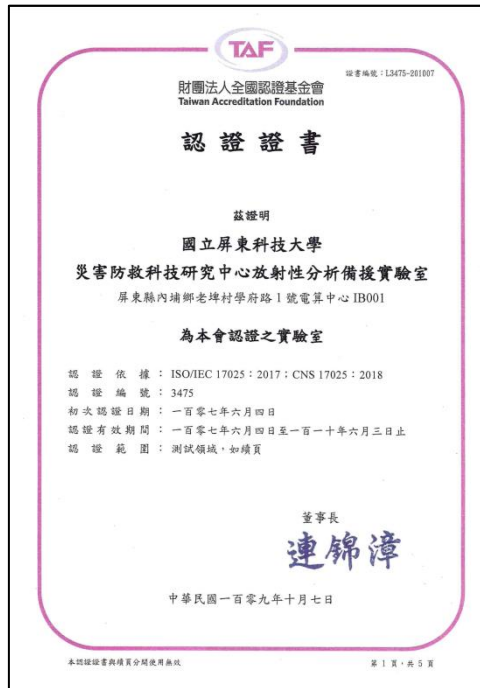 TAF
證書編號：L3475-201007
財團法人全國認證基金會
Taiwan Accreditation Foundation
認證證書
茲證明
國立屏東科技大學
災害防救科技研究中心放射性分析備援實驗室
屏東縣內埔鄉老埤村學府路1號電算中心IB001
為本會認證之實驗室
認證依據：ISO/IEC 17025：2017；CNS 17025：2018
認證編號：3475
初次認證日期：一百零七年六月四日
認證有效期間：一百零七年六月四日至一百一十年六月三日止
認證範圍：測試領域，如續頁
董事長
連錦漳
中華民國一百零九年十月七日
本認證證書與續頁分開使用無效
第1頁，共5頁